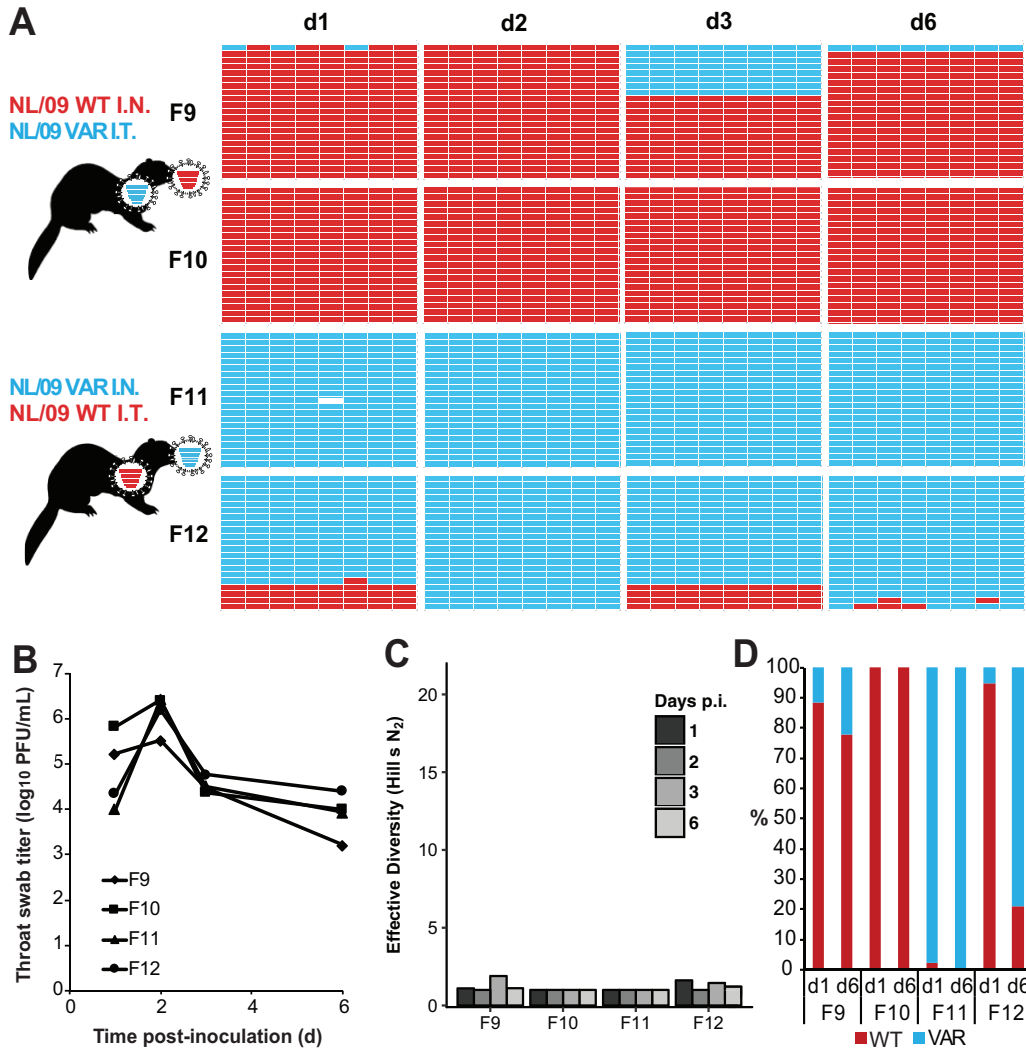 A
d1 d2 d3 d6
NL/09 WT I.N.
NL/09 VAR I.T.
F9
F10
NL/09 VAR I.N.
NL/09 WT I.T.
F11
F12
B
Throat swab titer (log10 PFU/mL)
7
6
5
4
3
2
1
0
0 2 4 6
Time post-inoculation (d)
F9
F10
F11
F12
C
Effective Diversity (Hill s N2)
20
15
10
5
0
Days p.i.
1
2
3
6
F9 F10 F11 F12
D
100
90
80
70
60
%
50
40
30
20
10
0
d1 d6 d1 d6 d1 d6 d1 d6
F9 F10 F11 F12
WT VAR